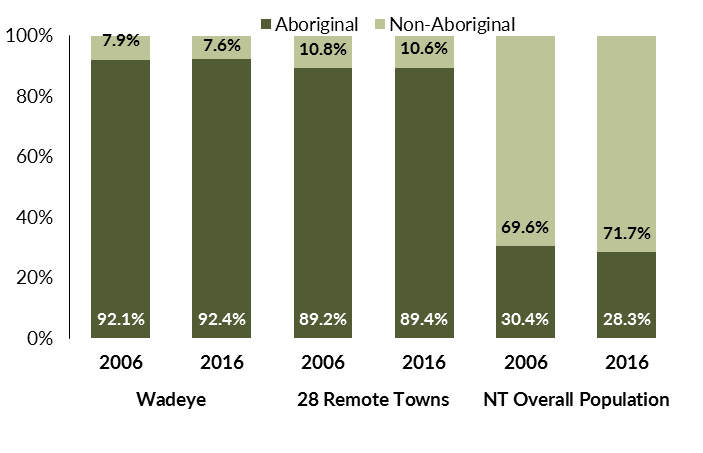 Aboriginal Non-Aboriginal
100%
80%
60%
40%
20%
0%
7.9% 7.6% 10.8% 10.6%
69.6% 71.7%
92.1% 92.4% 89.2% 89.4% 30.4% 28.3%
2006 2016 2006 2016 2006 2016
Wadeye 28 Remote Towns NT Overall Population